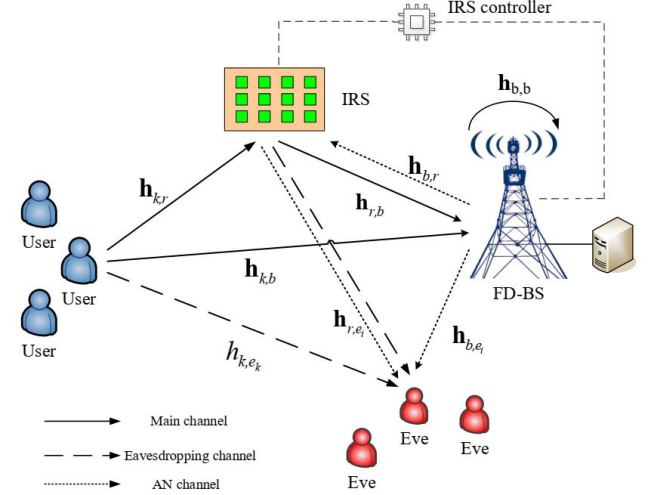 IRS controller
IRS
h_{b,b}
h_{k,r}
h_{b,r}
h_{r,b}
User
User
h_{k,b}
FD-BS
User
h_{r,e_i}
h_{b,e_i}
h_{k,e_k}
Main channel
Eve
Eve
Eavesdropping channel
Eve
AN channel